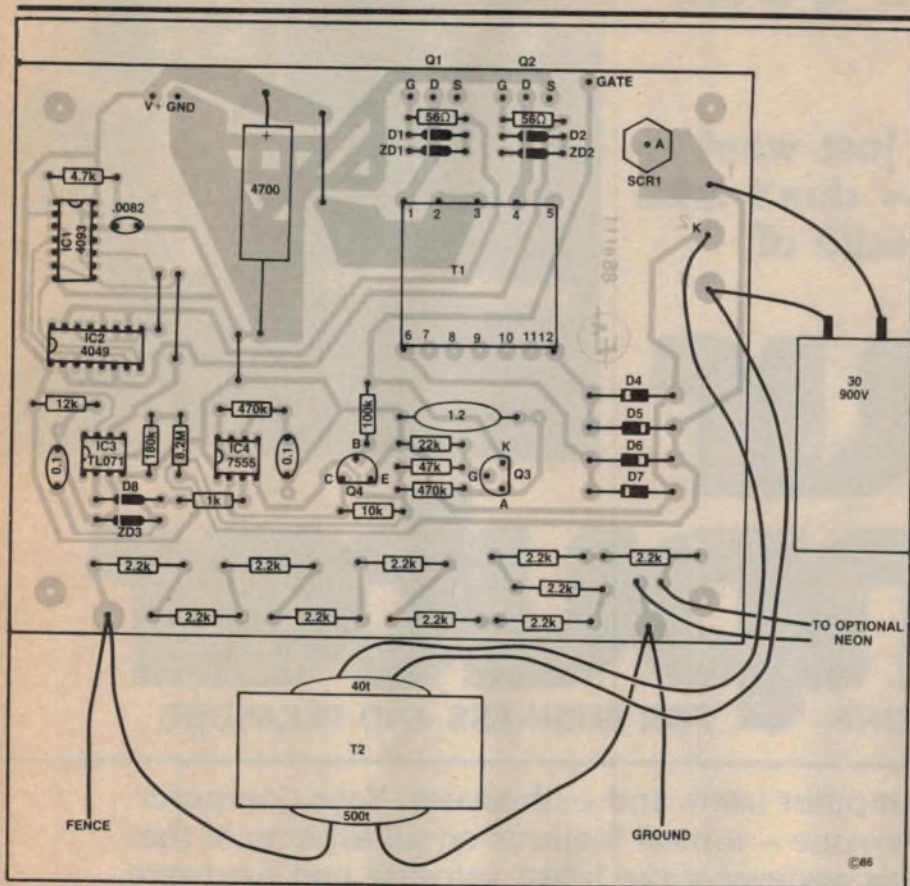 Q1 Q2
G D S G D S GATE
V+ GND
56Ω 56Ω
D1 D2
ZD1 ZD2
A
SCR1
4.7k
.0082
4700
+
IC1
4093
1 2 3 4 5
T1
6 7 8 9 10 11 12
K
85ef11
EA
IC2
4049
30
900V
D4
D5
D6
D7
12k
470k
100k
1.2
0.1
IC3
TL071
180k
8.2M
IC4
7555
0.1
B
C E
Q4
22k
47k
470k
K
G Q3
A
D8
ZD3
1k
10k
2.2k 2.2k 2.2k 2.2k 2.2k
2.2k
2.2k 2.2k 2.2k 2.2k
TO OPTIONAL
NEON
40t
T2
500t
FENCE
GROUND
©86